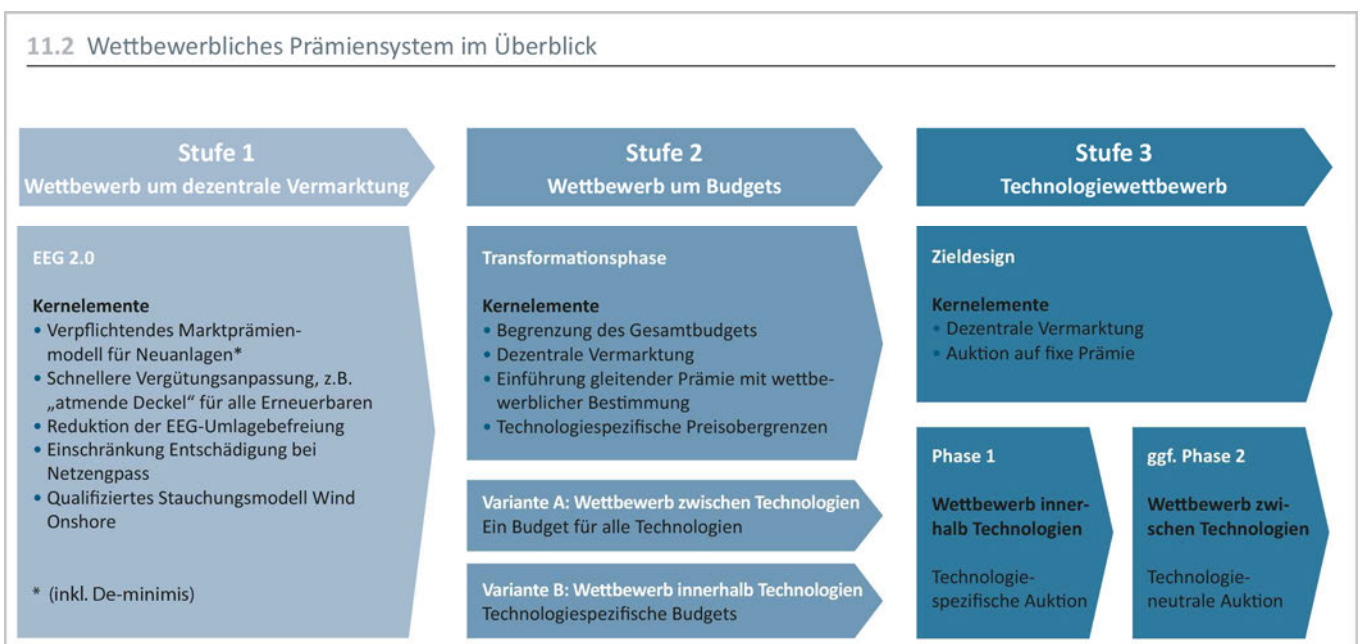 11.2 Wettbewerbliches Prämiensystem im Überblick
Stufe 1
Wettbewerb um dezentrale Vermarktung
EEG 2.0
Kernelemente
• Verpflichtendes Marktprämien-
modell für Neuanlagen*
• Schnellere Vergütungsanpassung, z.B.
„atmende Deckel“ für alle Erneuerbaren
• Reduktion der EEG-Umlagebefreiung
• Einschränkung Entschädigung bei
Netzengpass
• Qualifiziertes Stauchungsmodell Wind
Onshore
* (inkl. De-minimis)
Stufe 2
Wettbewerb um Budgets
Transformationsphase
Kernelemente
• Begrenzung des Gesamtbudgets
• Dezentrale Vermarktung
• Einführung gleitender Prämie mit wettbe-
werblicher Bestimmung
• Technologiespezifische Preisobergrenzen
Variante A: Wettbewerb zwischen Technologien
Ein Budget für alle Technologien
Variante B: Wettbewerb innerhalb Technologien
Technologiespezifische Budgets
Stufe 3
Technologiewettbewerb
Zieldesign
Kernelemente
• Dezentrale Vermarktung
• Auktion auf fixe Prämie
Phase 1
Wettbewerb inner-
halb Technologien
Technologie-
spezifische Auktion
ggf. Phase 2
Wettbewerb zwi-
schen Technologien
Technologie-
neutrale Auktion